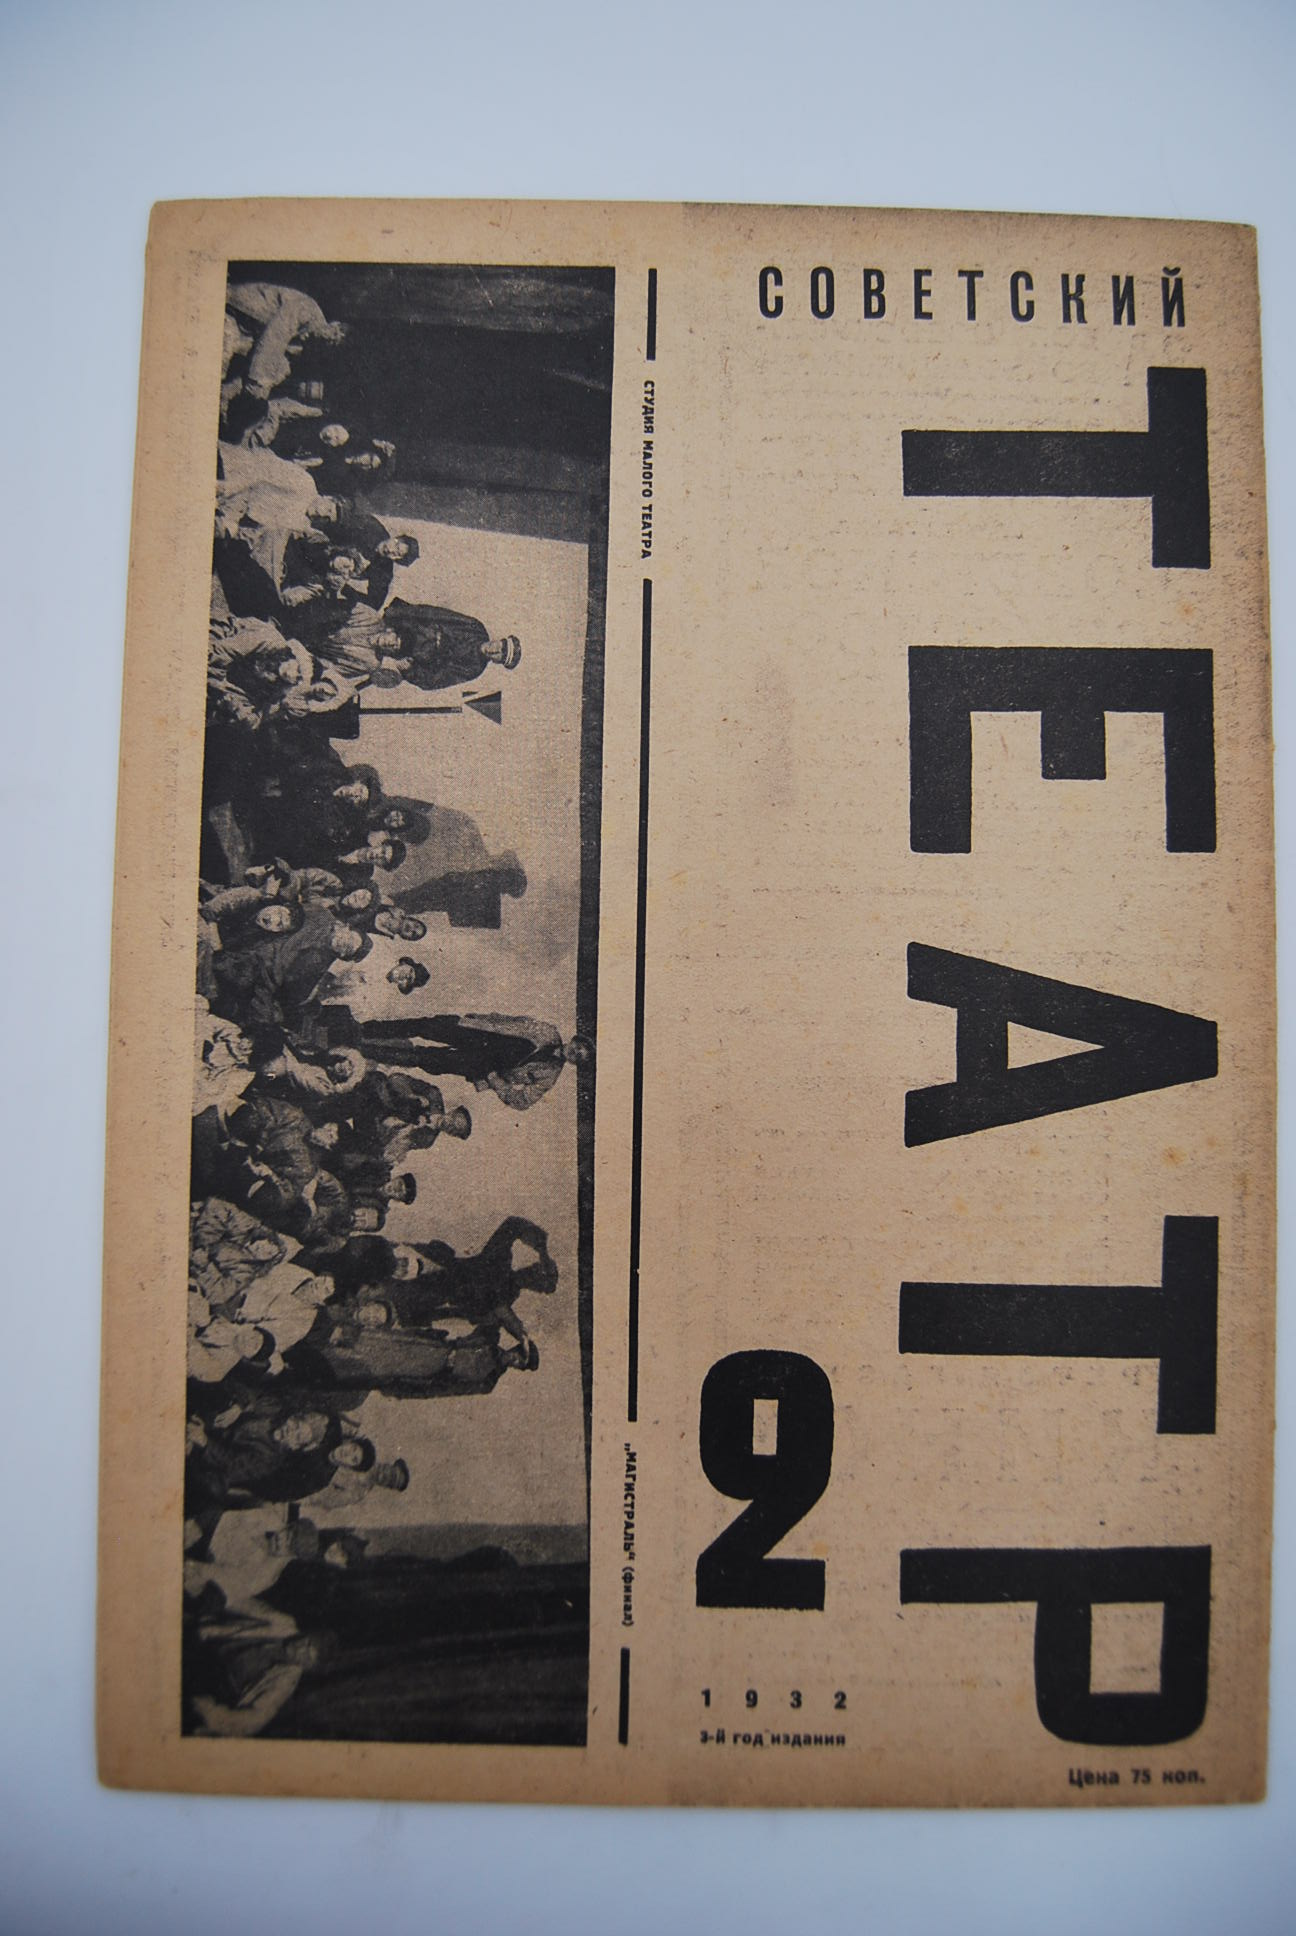 СОВЕТСКИЙ
ТЕАТР
2
1932
3-й год издания
Цена 75 коп.
СТУДИЯ МАЛОГО ТЕАТРА
„МАГИСТРАЛЬ“ (финал)